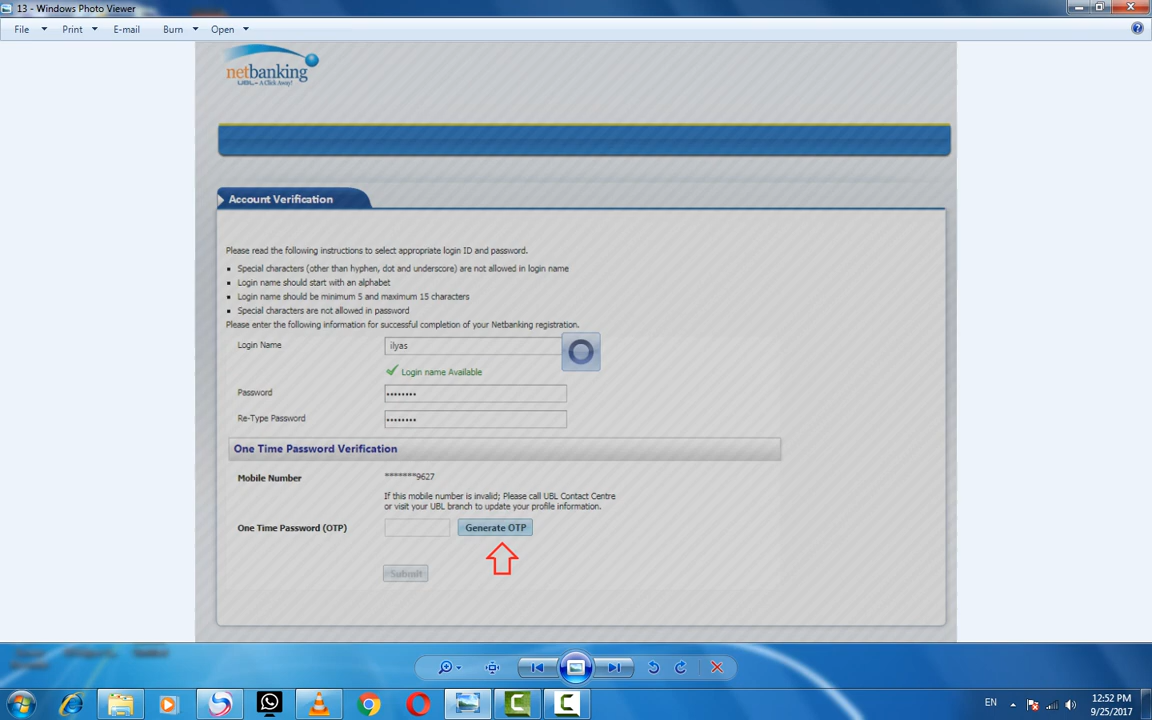 13 - Windows Photo Viewer
File Print E-mail Burn Open
netbanking
UBL - A Click Away!
Account Verification
Please read the following instructions to select appropriate login ID and password.
Special characters (other than hyphen, dot and underscore) are not allowed in login name
Login name should start with an alphabet
Login name should be minimum 5 and maximum 15 characters
Special characters are not allowed in password
Please enter the following information for successful completion of your Netbanking registration.
Login Name ilyas
Login name Available
Password ••••••••
Re-Type Password ••••••••
One Time Password Verification
Mobile Number *******9627
If this mobile number is invalid; Please call UBL Contact Centre
or visit your UBL branch to update your profile information.
One Time Password (OTP) Generate OTP
Submit
EN 12:52 PM
9/25/2017